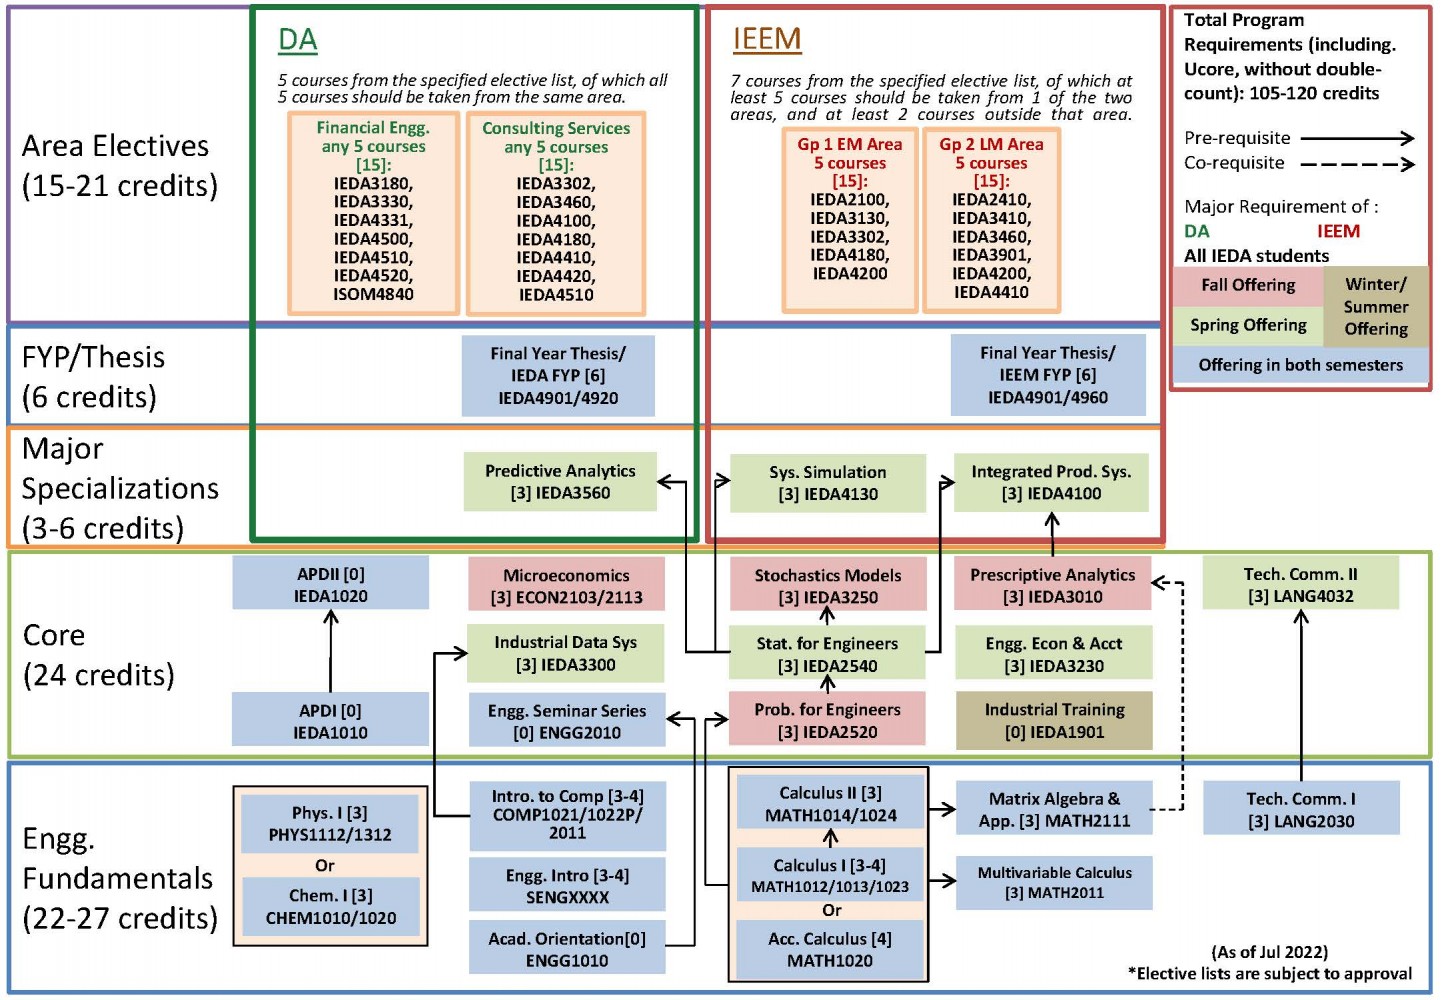 DA
5 courses from the specified elective list, of which all
5 courses should be taken from the same area.
Financial Engg.
any 5 courses
[15]:
IEDA3180,
IEDA3330,
IEDA4331,
IEDA4500,
IEDA4510,
IEDA4520,
ISOM4840
Consulting Services
any 5 courses
[15]:
IEDA3302,
IEDA3460,
IEDA4100,
IEDA4180,
IEDA4410,
IEDA4420,
IEDA4510
IEEM
7 courses from the specified elective list, of which at
least 5 courses should be taken from 1 of the two
areas, and at least 2 courses outside that area.
Gp 1 EM Area
5 courses
[15]:
IEDA2100,
IEDA3130,
IEDA3302,
IEDA4180,
IEDA4200
Gp 2 LM Area
5 courses
[15]:
IEDA2410,
IEDA3410,
IEDA3460,
IEDA3901,
IEDA4200,
IEDA4410
Total Program
Requirements (including.
Ucore, without double-
count): 105-120 credits
Pre-requisite
Co-requisite
Major Requirement of :
DA IEEM
All IEDA students
Fall Offering
Spring Offering
Winter/
Summer
Offering
Offering in both semesters
Area Electives
(15-21 credits)
FYP/Thesis
(6 credits)
Final Year Thesis/
IEDA FYP [6]
IEDA4901/4920
Final Year Thesis/
IEEM FYP [6]
IEDA4901/4960
Major
Specializations
(3-6 credits)
Predictive Analytics
[3] IEDA3560
Sys. Simulation
[3] IEDA4130
Integrated Prod. Sys.
[3] IEDA4100
Core
(24 credits)
APDII [0]
IEDA1020
Microeconomics
[3] ECON2103/2113
Stochastics Models
[3] IEDA3250
Prescriptive Analytics
[3] IEDA3010
Tech. Comm. II
[3] LANG4032
Industrial Data Sys
[3] IEDA3300
Stat. for Engineers
[3] IEDA2540
Engg. Econ & Acct
[3] IEDA3230
APDI [0]
IEDA1010
Engg. Seminar Series
[0] ENGG2010
Prob. for Engineers
[3] IEDA2520
Industrial Training
[0] IEDA1901
Engg.
Fundamentals
(22-27 credits)
Phys. I [3]
PHYS1112/1312
Or
Chem. I [3]
CHEM1010/1020
Intro. to Comp [3-4]
COMP1021/1022P/
2011
Engg. Intro [3-4]
SENGXXXX
Acad. Orientation[0]
ENGG1010
Calculus II [3]
MATH1014/1024
Calculus I [3-4]
MATH1012/1013/1023
Or
Acc. Calculus [4]
MATH1020
Matrix Algebra &
App. [3] MATH2111
Multivariable Calculus
[3] MATH2011
Tech. Comm. I
[3] LANG2030
(As of Jul 2022)
*Elective lists are subject to approval